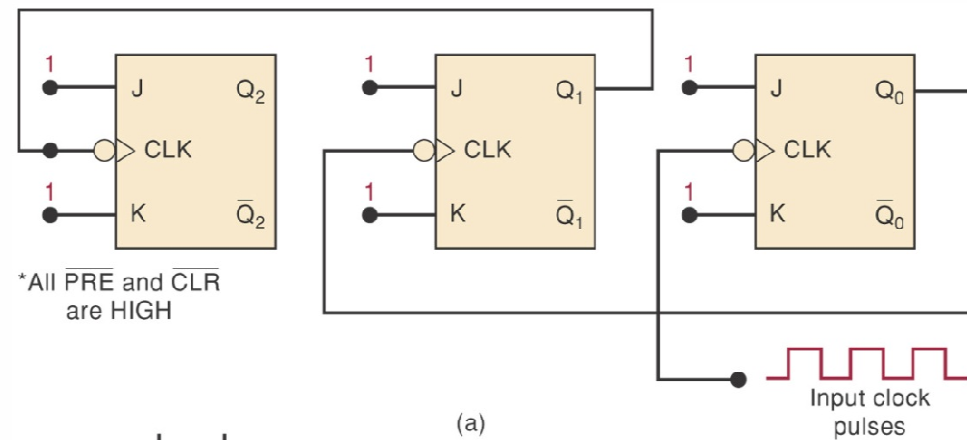 1 1 1
J Q₂ J Q₁ J Q₀
CLK CLK CLK
1 1 1
K Q̅₂ K Q̅₁ K Q̅₀
*All P̅R̅E̅ and C̅L̅R̅
are HIGH
Input clock
pulses
(a)